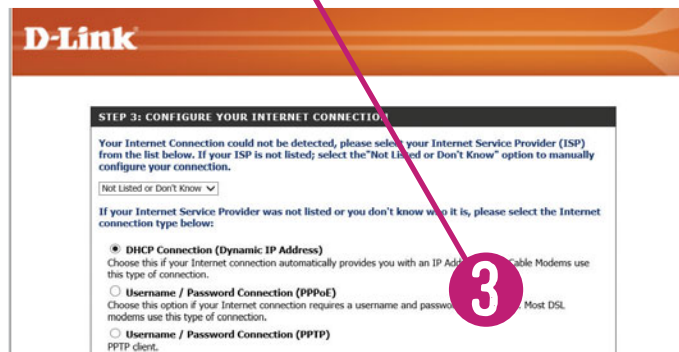 D-Link
STEP 3: CONFIGURE YOUR INTERNET CONNECTION
Your Internet Connection could not be detected, please select your Internet Service Provider (ISP)
from the list below. If your ISP is not listed; select the"Not Listed or Don't Know" option to manually
configure your connection.
Not Listed or Don't Know
If your Internet Service Provider was not listed or you don't know who it is, please select the Internet
connection type below:
DHCP Connection (Dynamic IP Address)
Choose this if your Internet connection automatically provides you with an IP Cable Modems use
this type of connection.
Username / Password Connection (PPPoE)
Choose this option if your Internet connection requires a username and Most DSL
modems use this type of connection.
Username / Password Connection (PPTP)
PPTP client.
3